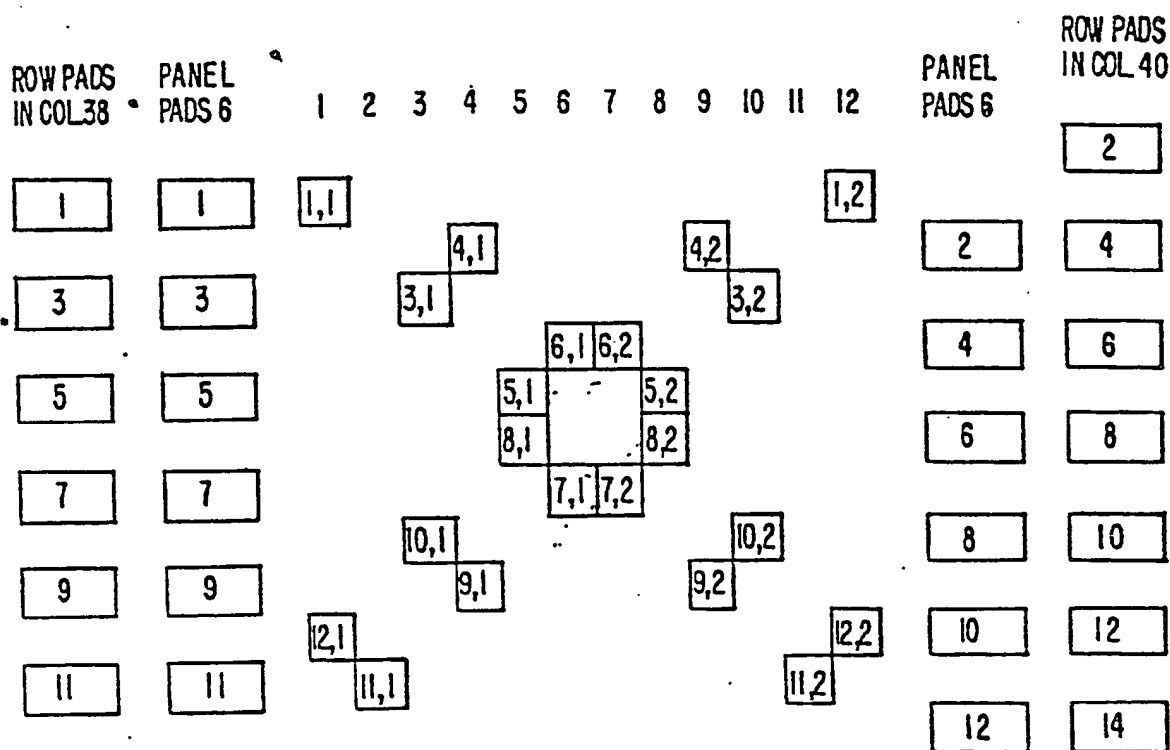 ROW PADS
IN COL.38
PANEL
PADS 6
1 2 3 4 5 6 7 8 9 10 11 12
PANEL
PADS 6
ROW PADS
IN COL.40
2
1 1 1,1 1,2
4,1 4,2 2 4
3 3 3,1 3,2
6,1 6,2 4 6
5 5 5,1 5,2
8,1 8,2 6 8
7 7 7,1 7,2
10,1 10,2 8 10
9 9 9,1 9,2
12,1 12,2 10 12
11 11 11,1 11,2
12 14